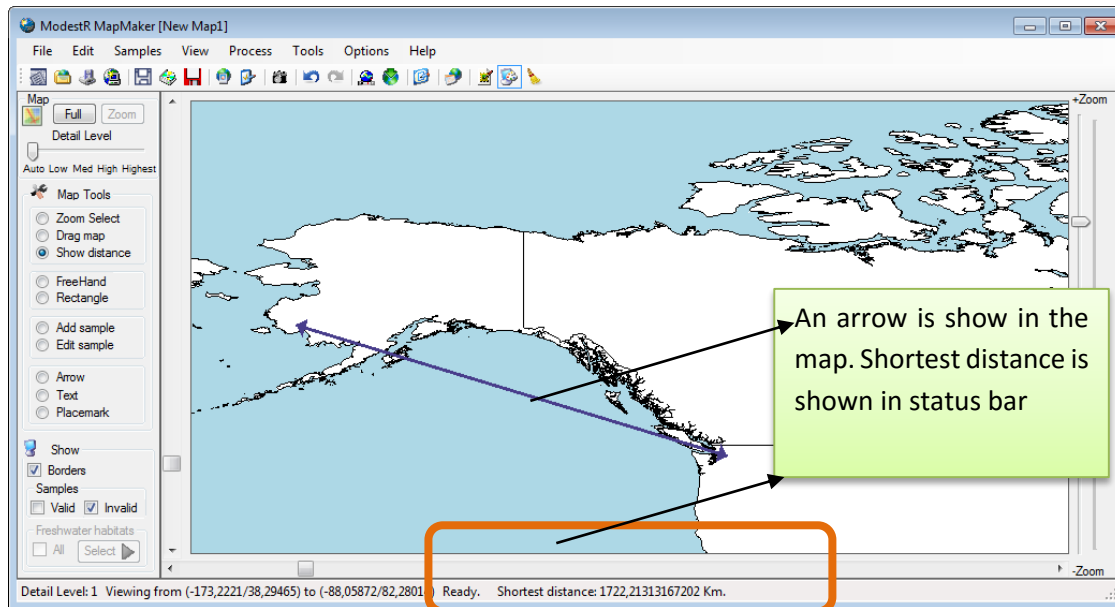 ModestR MapMaker [New Map1]
File Edit Samples View Process Tools Options Help
Map
Full Zoom
Detail Level
Auto Low Med High Highest
Map Tools
Zoom Select
Drag map
Show distance
FreeHand
Rectangle
Add sample
Edit sample
Arrow
Text
Placemark
Show
Borders
Samples
Valid Invalid
Freshwater habitats
All Select
+Zoom
An arrow is show in the
map. Shortest distance is
shown in status bar
-Zoom
Detail Level: 1 Viewing from (-173,2221/38,29465) to (-88,05872/82,2801 ) Ready. Shortest distance: 1722,21313167202 Km.